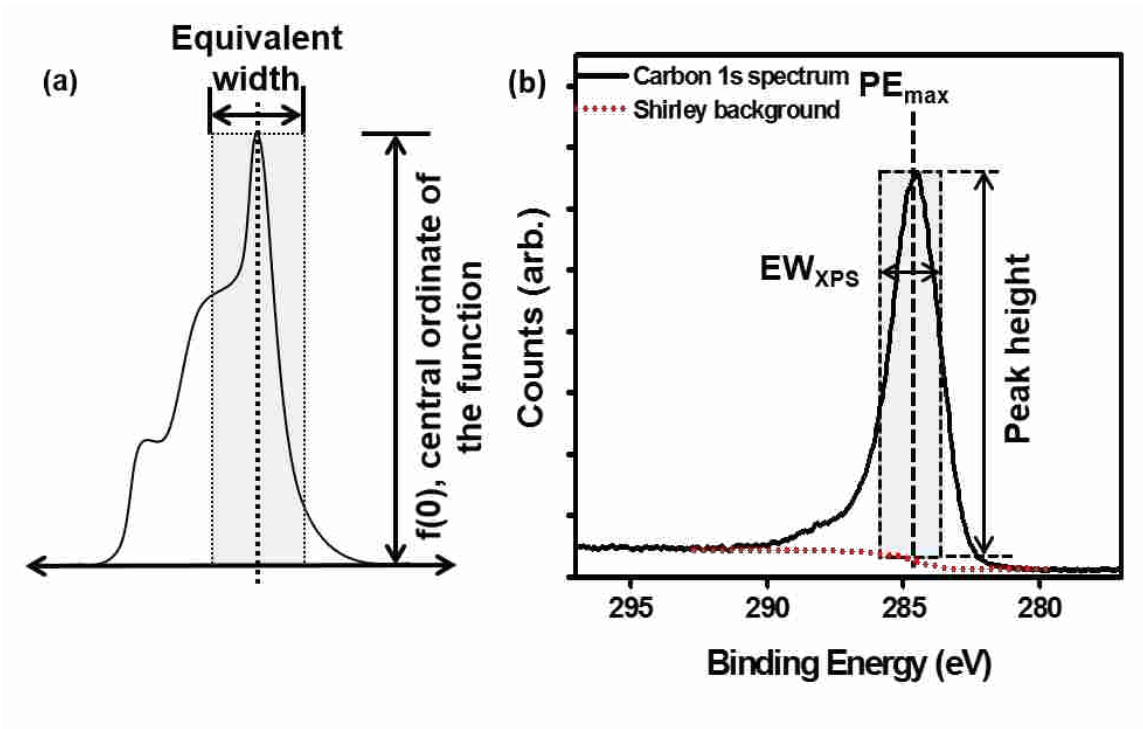 (a)
Equivalent
width
f(0), central ordinate of
the function
(b)
Carbon 1s spectrum
Shirley background
PEmax
EWXPS
Peak height
Counts (arb.)
295 290 285 280
Binding Energy (eV)